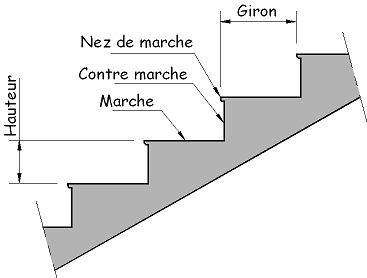 Giron
Nez de marche
Contre marche
Marche
Hauteur